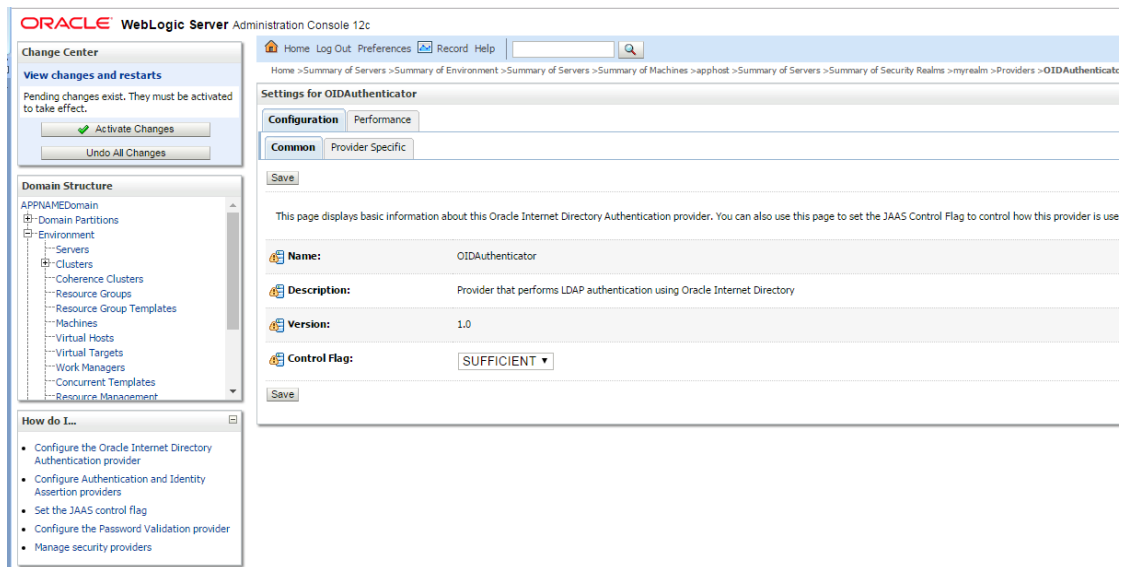 ORACLE WebLogic Server Administration Console 12c
Change Center
View changes and restarts
Pending changes exist. They must be activated
to take effect.
Activate Changes
Undo All Changes
Domain Structure
APPNAMEDomain
Domain Partitions
Environment
Servers
Clusters
Coherence Clusters
Resource Groups
Resource Group Templates
Machines
Virtual Hosts
Virtual Targets
Work Managers
Concurrent Templates
Resource Management
How do I...
Configure the Oracle Internet Directory
Authentication provider
Configure Authentication and Identity
Assertion providers
Set the JAAS control flag
Configure the Password Validation provider
Manage security providers
Home Log Out Preferences Record Help
Home >Summary of Servers >Summary of Environment >Summary of Servers >Summary of Machines >apphost >Summary of Servers >Summary of Security Realms >myrealm >Providers >OIDAuthenticato
Settings for OIDAuthenticator
Configuration Performance
Common Provider Specific
Save
This page displays basic information about this Oracle Internet Directory Authentication provider. You can also use this page to set the JAAS Control Flag to control how this provider is use
Name: OIDAuthenticator
Description: Provider that performs LDAP authentication using Oracle Internet Directory
Version: 1.0
Control Flag: SUFFICIENT
Save